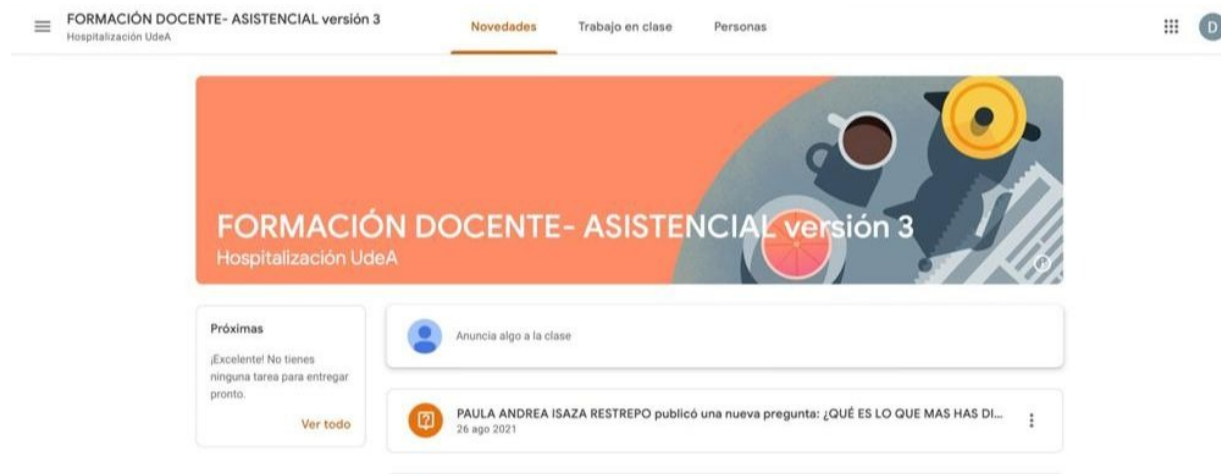 FORMACIÓN DOCENTE- ASISTENCIAL versión 3
Hospitalización UdeA
Novedades
Trabajo en clase
Personas
D
FORMACIÓN DOCENTE- ASISTENCIAL versión 3
Hospitalización UdeA
Próximas
¡Excelente! No tienes
ninguna tarea para entregar
pronto.
Ver todo
Anuncia algo a la clase
PAULA ANDREA ISAZA RESTREPO publicó una nueva pregunta: ¿QUÉ ES LO QUE MAS HAS DI...
26 ago 2021